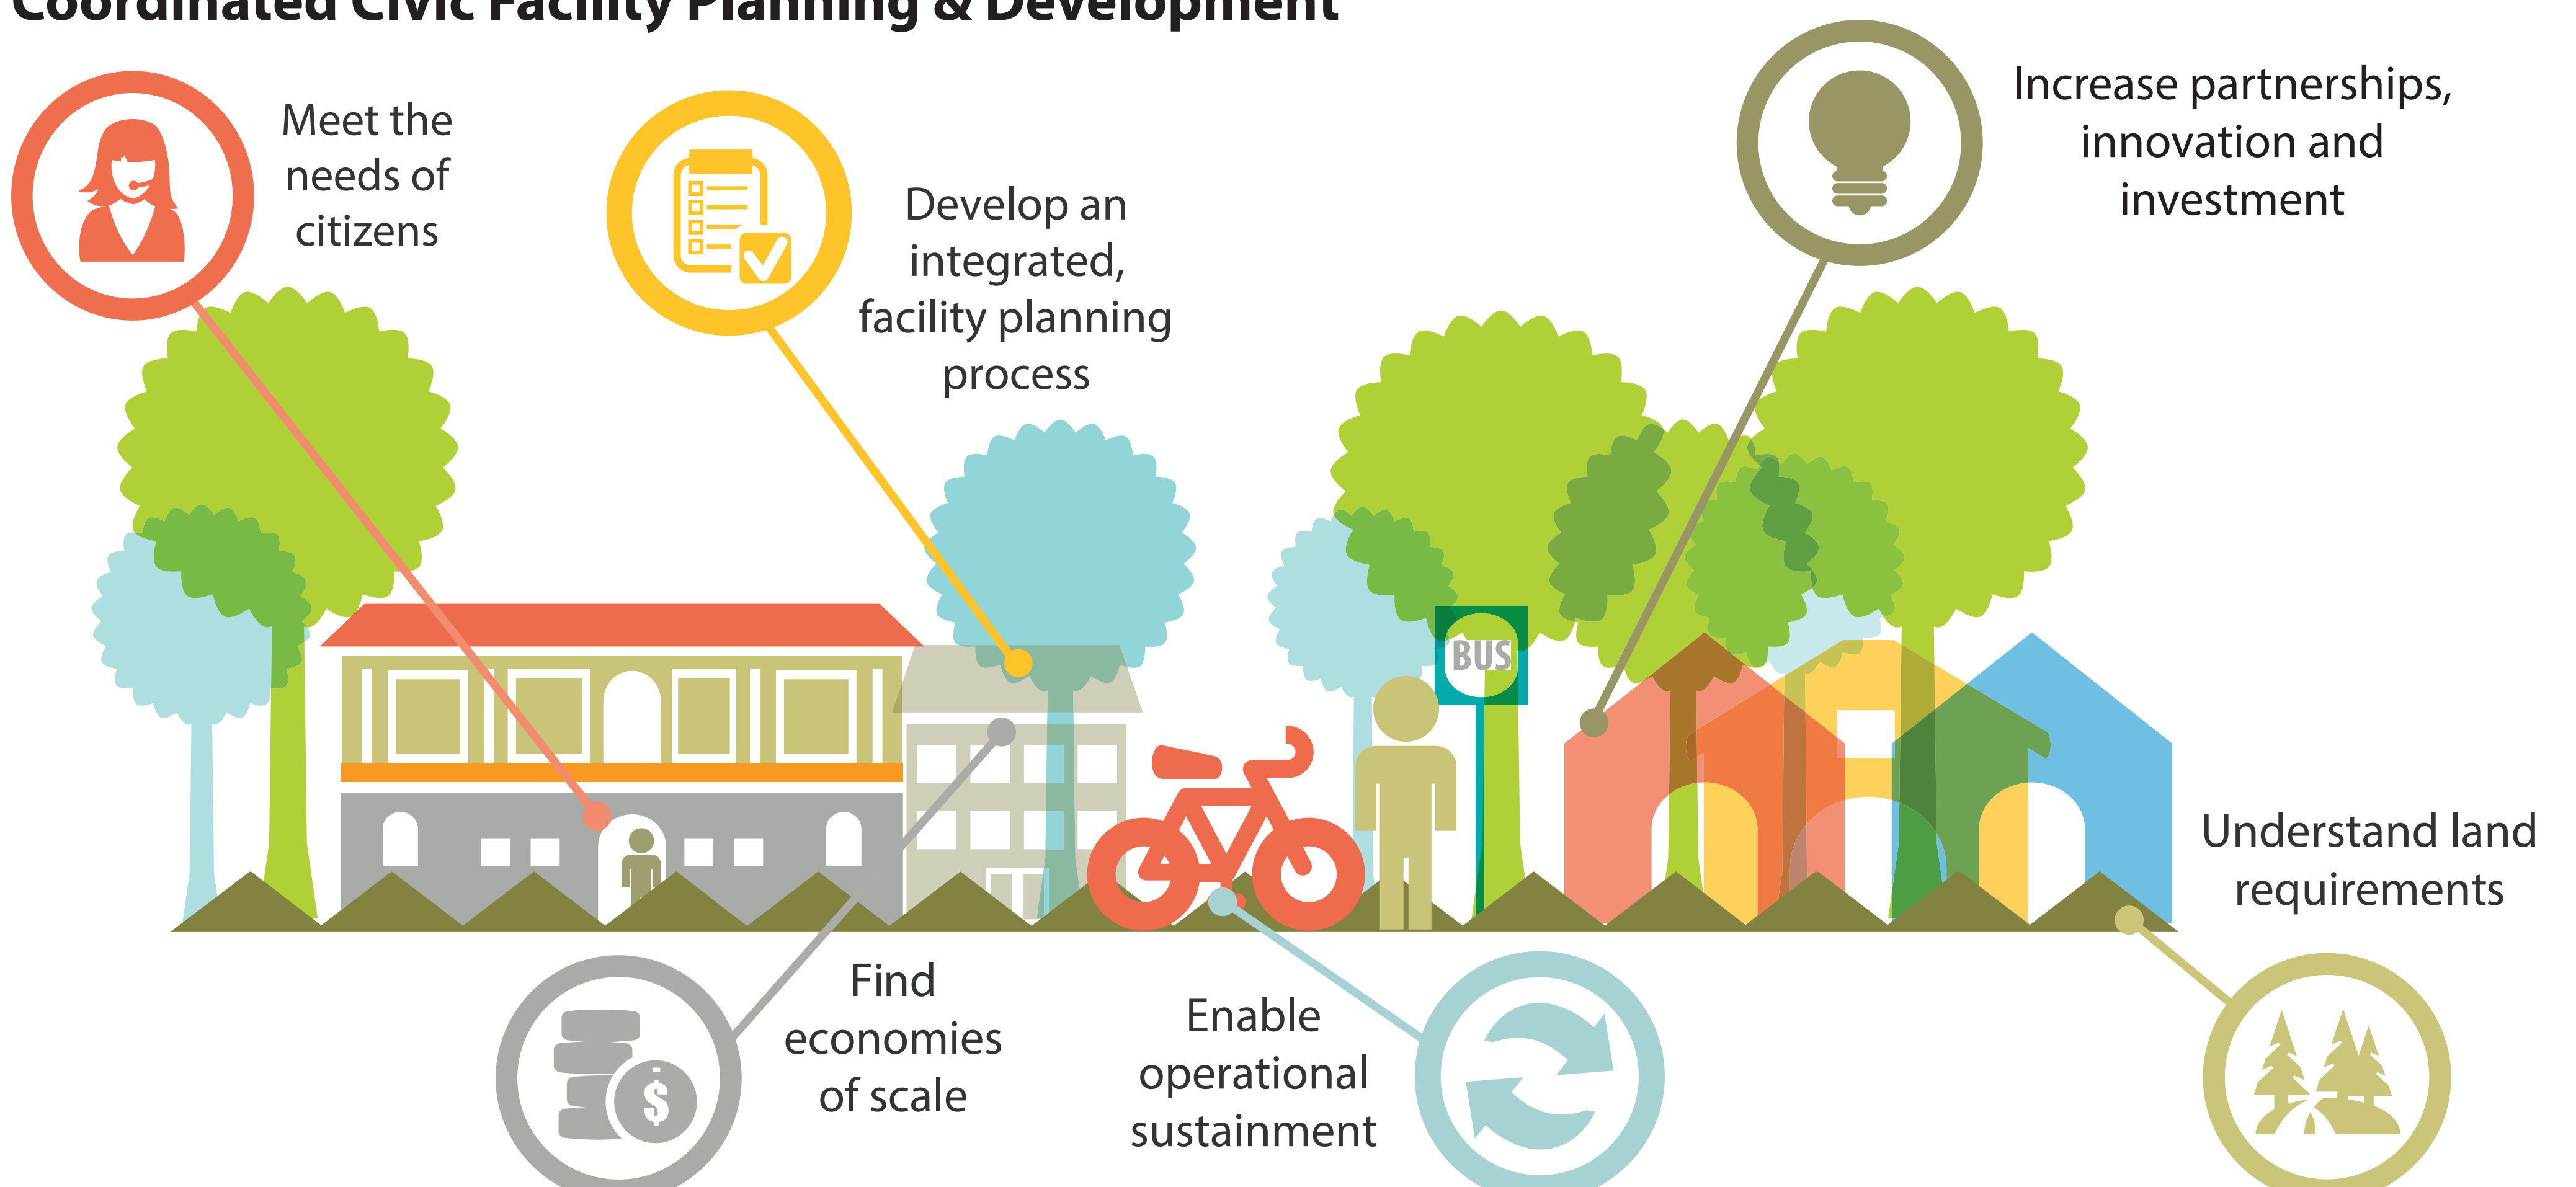 Coordinated Civic Facility Planning & Development
Meet the
needs of
citizens
Develop an
integrated,
facility planning
process
Increase partnerships,
innovation and
investment
BUS
Understand land
requirements
Find
economies
of scale
$
Enable
operational
sustainment